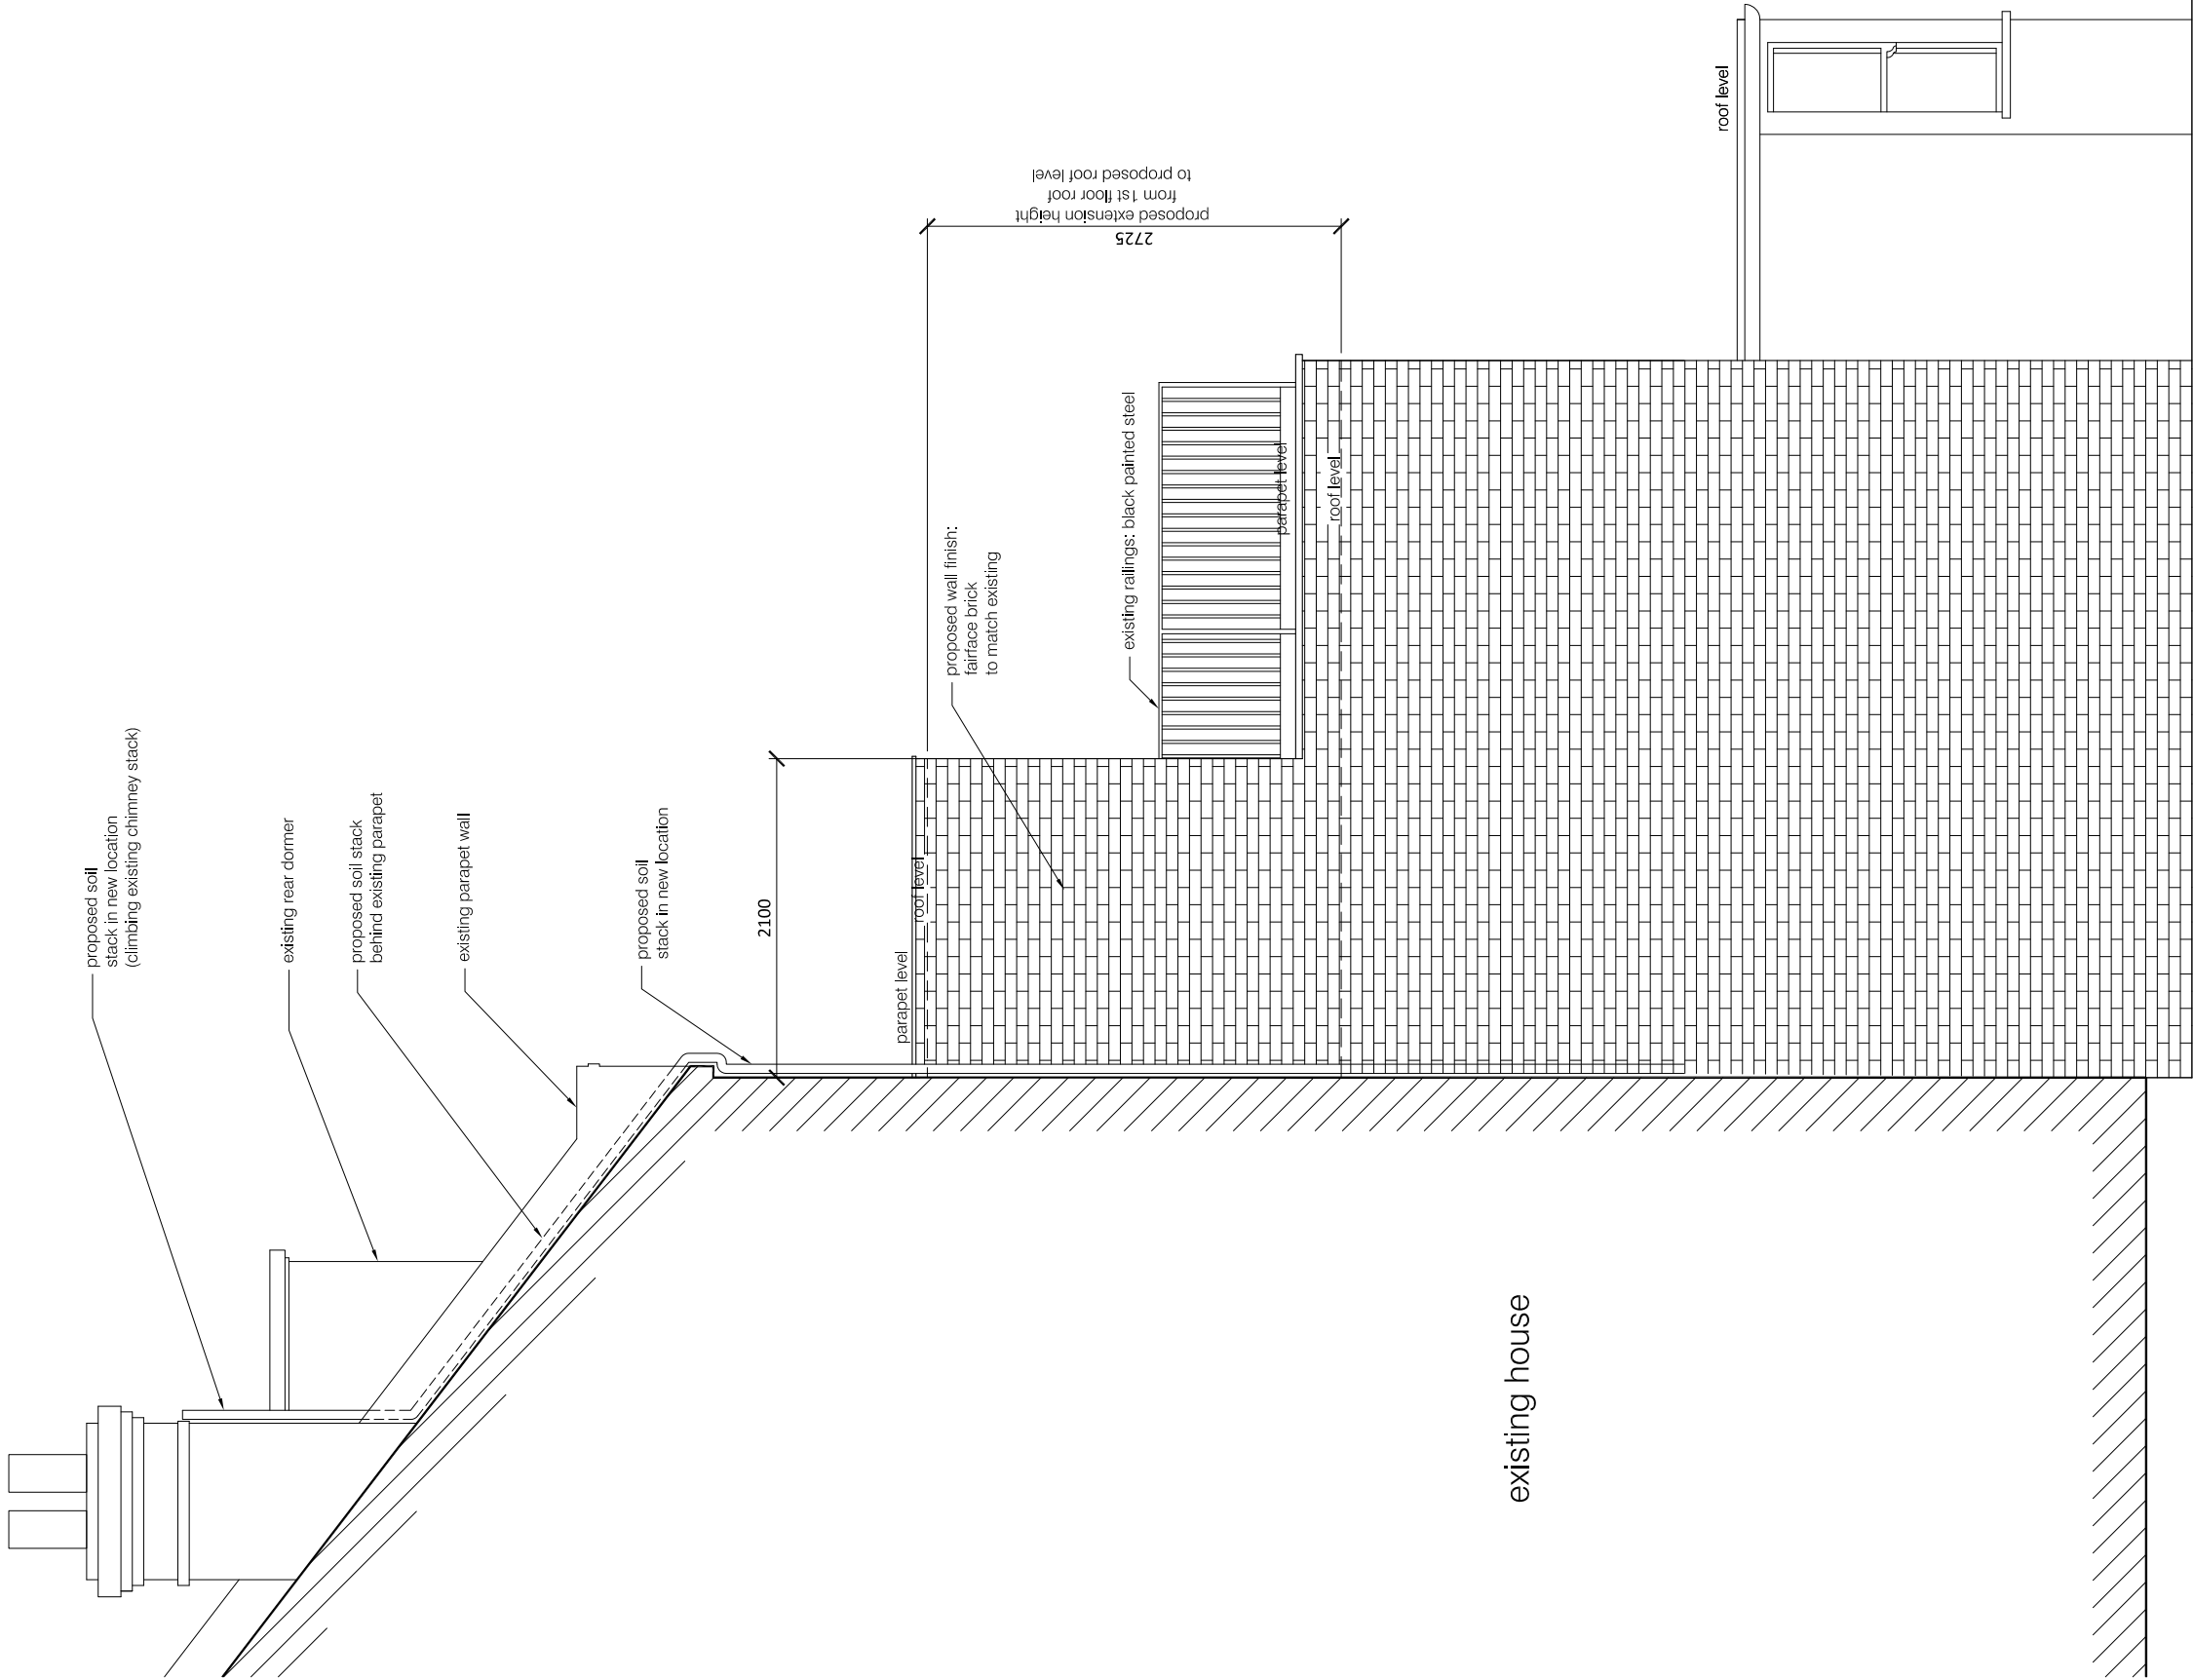 proposed soil
stack in new location
(climbing existing chimney stack)
existing rear dormer
proposed soil stack
behind existing parapet
existing parapet wall
proposed soil
stack in new location
2100
parapet level
roof level
proposed wall finish:
fairface brick
to match existing
proposed extension height
from 1st floor roof
to proposed roof level
2725
existing railings: black painted steel
parapet level
roof level
existing house
roof level